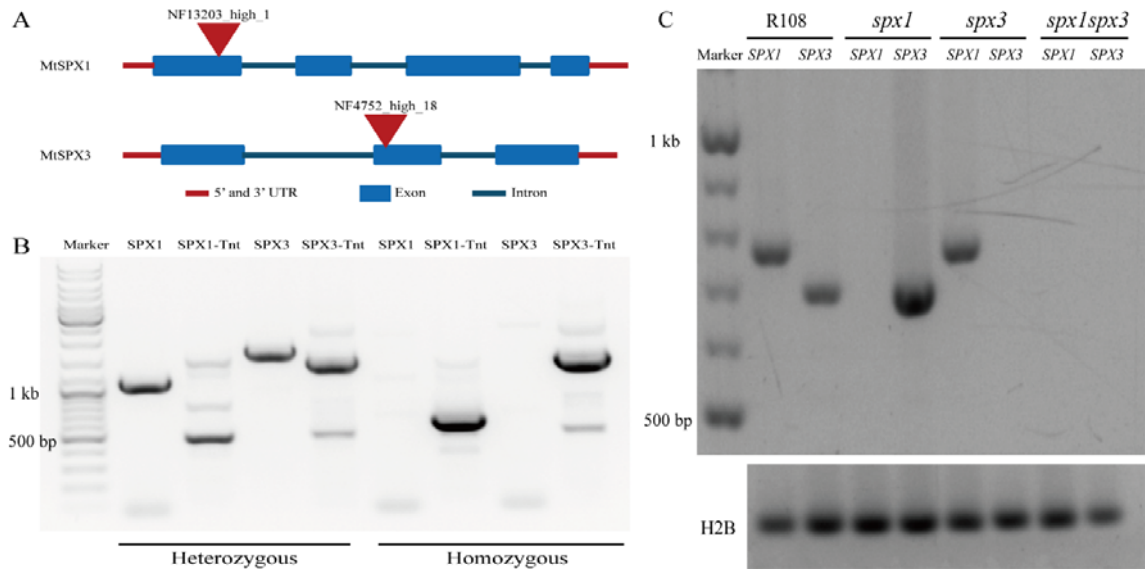 A
NF13203_high_1
MtSPX1
NF4752_high_18
MtSPX3
5' and 3' UTR Exon Intron
B
Marker SPX1 SPX1-Tnt SPX3 SPX3-Tnt SPX1 SPX1-Tnt SPX3 SPX3-Tnt
1 kb
500 bp
Heterozygous Homozygous
C
R108 spx1 spx3 spx1spx3
Marker SPX1 SPX3 SPX1 SPX3 SPX1 SPX3 SPX1 SPX3
1 kb
500 bp
H2B